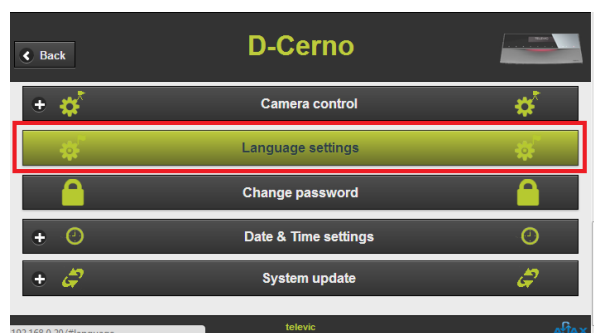 D-Cerno
Back
Camera control
Language settings
Change password
Date & Time settings
System update
televic